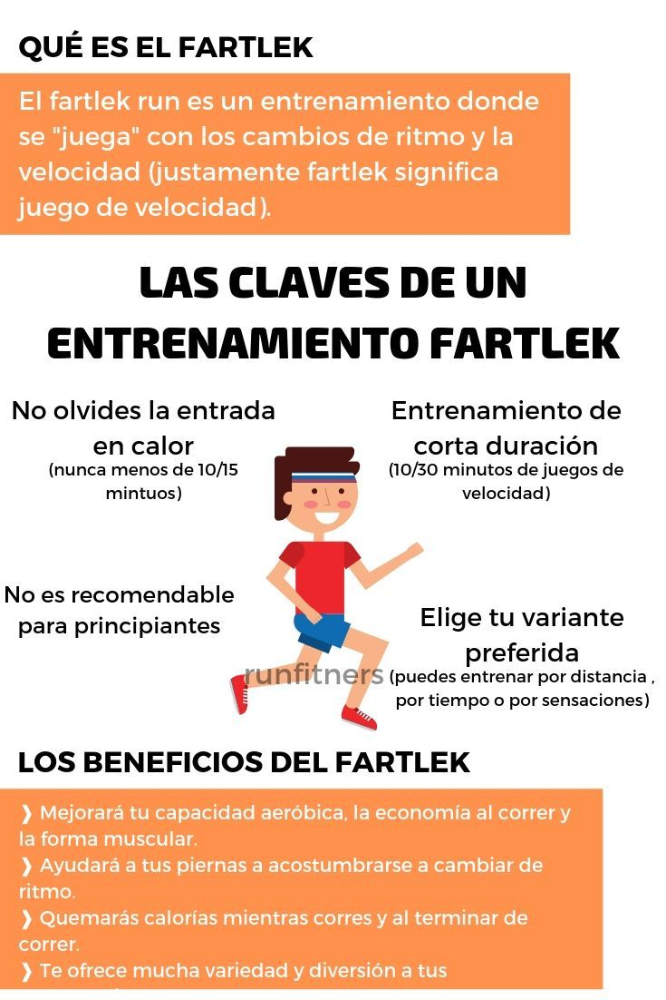 QUÉ ES EL FARTLEK
El fartlek run es un entrenamiento donde
se "juega" con los cambios de ritmo y la
velocidad (justamente fartlek significa
juego de velocidad).
LAS CLAVES DE UN
ENTRENAMIENTO FARTLEK
No olvides la entrada
en calor
(nunca menos de 10/15
mintuos)
Entrenamiento de
corta duración
(10/30 minutos de juegos de
velocidad)
No es recomendable
para principiantes
Elige tu variante
preferida
(puedes entrenar por distancia ,
por tiempo o por sensaciones)
runfitners
LOS BENEFICIOS DEL FARTLEK
❱ Mejorará tu capacidad aeróbica, la economía al correr y
la forma muscular.
❱ Ayudará a tus piernas a acostumbrarse a cambiar de
ritmo.
❱ Quemarás calorías mientras corres y al terminar de
correr.
❱ Te ofrece mucha variedad y diversión a tus